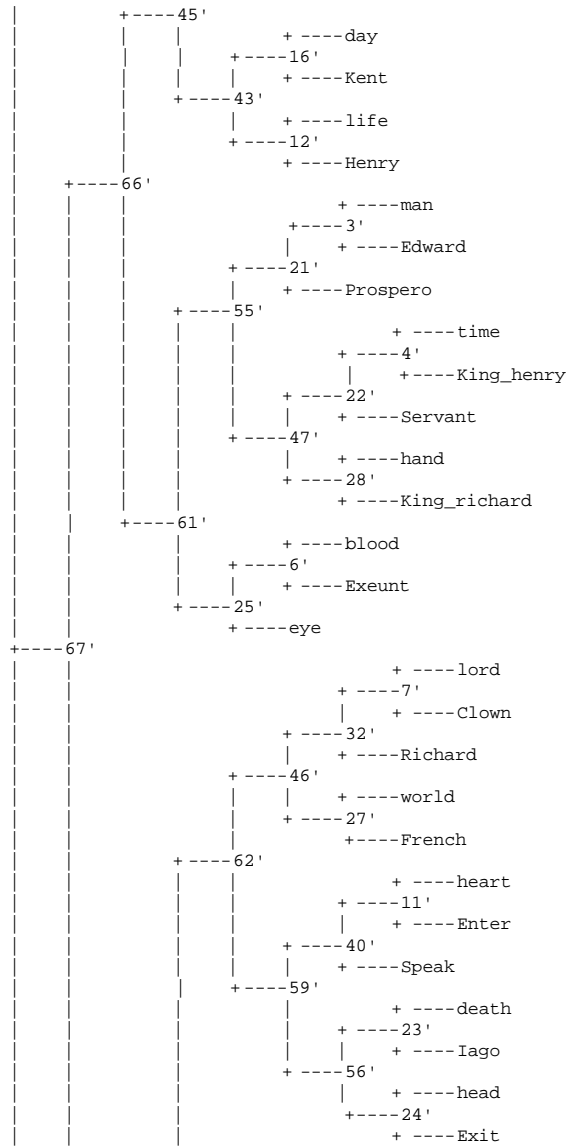 |                  + ----45'
|                  |      |             + ----day
|                  |      |      + ----16'
|                  |      |      |      + ----Kent
|                  |      + ----43'
|                  |             |      + ----life
|                  |             + ----12'
|                  |                    + ----Henry
|      + ----66'
|      |      |                             + ----man
|      |      |                       +----3'
|      |      |                       |     + ----Edward
|      |      |                + ----21'
|      |      |                |      + ----Prospero
|      |      |         + ----55'
|      |      |         |      |                    + ----time
|      |      |         |      |             + ----4'
|      |      |         |      |             |      +----King_henry
|      |      |         |      |      + ----22'
|      |      |         |      |      |      + ----Servant
|      |      |         |      + ----47'
|      |      |         |             |      + ----hand
|      |      |         |             + ----28'
|      |      |         |                    + ----King_richard
|      |      + ----61'
|      |                |             + ----blood
|      |                |      + ----6'
|      |                |      |      + ----Exeunt
|      |                + ----25'
|      |                       + ----eye
+----67'
|      |                                            + ----lord
|      |                                     + ----7'
|      |                                     |      + ----Clown
|      |                              + ----32'
|      |                              |      + ----Richard
|      |                       + ----46'
|      |                       |      |      + ----world
|      |                       |      + ----27'
|      |                       |             +----French
|      |                + ----62'
|      |                |      |                    + ----heart
|      |                |      |             + ----11'
|      |                |      |             |      + ----Enter
|      |                |      |      + ----40'
|      |                |      |      |      + ----Speak
|      |                |      + ----59'
|      |                |             |             + ----death
|      |                |             |      + ----23'
|      |                |             |      |      + ----Iago
|      |                |             + ----56'
|      |                |                    |      + ----head
|      |                |                    +----24'
|      |                |                           + ----Exit